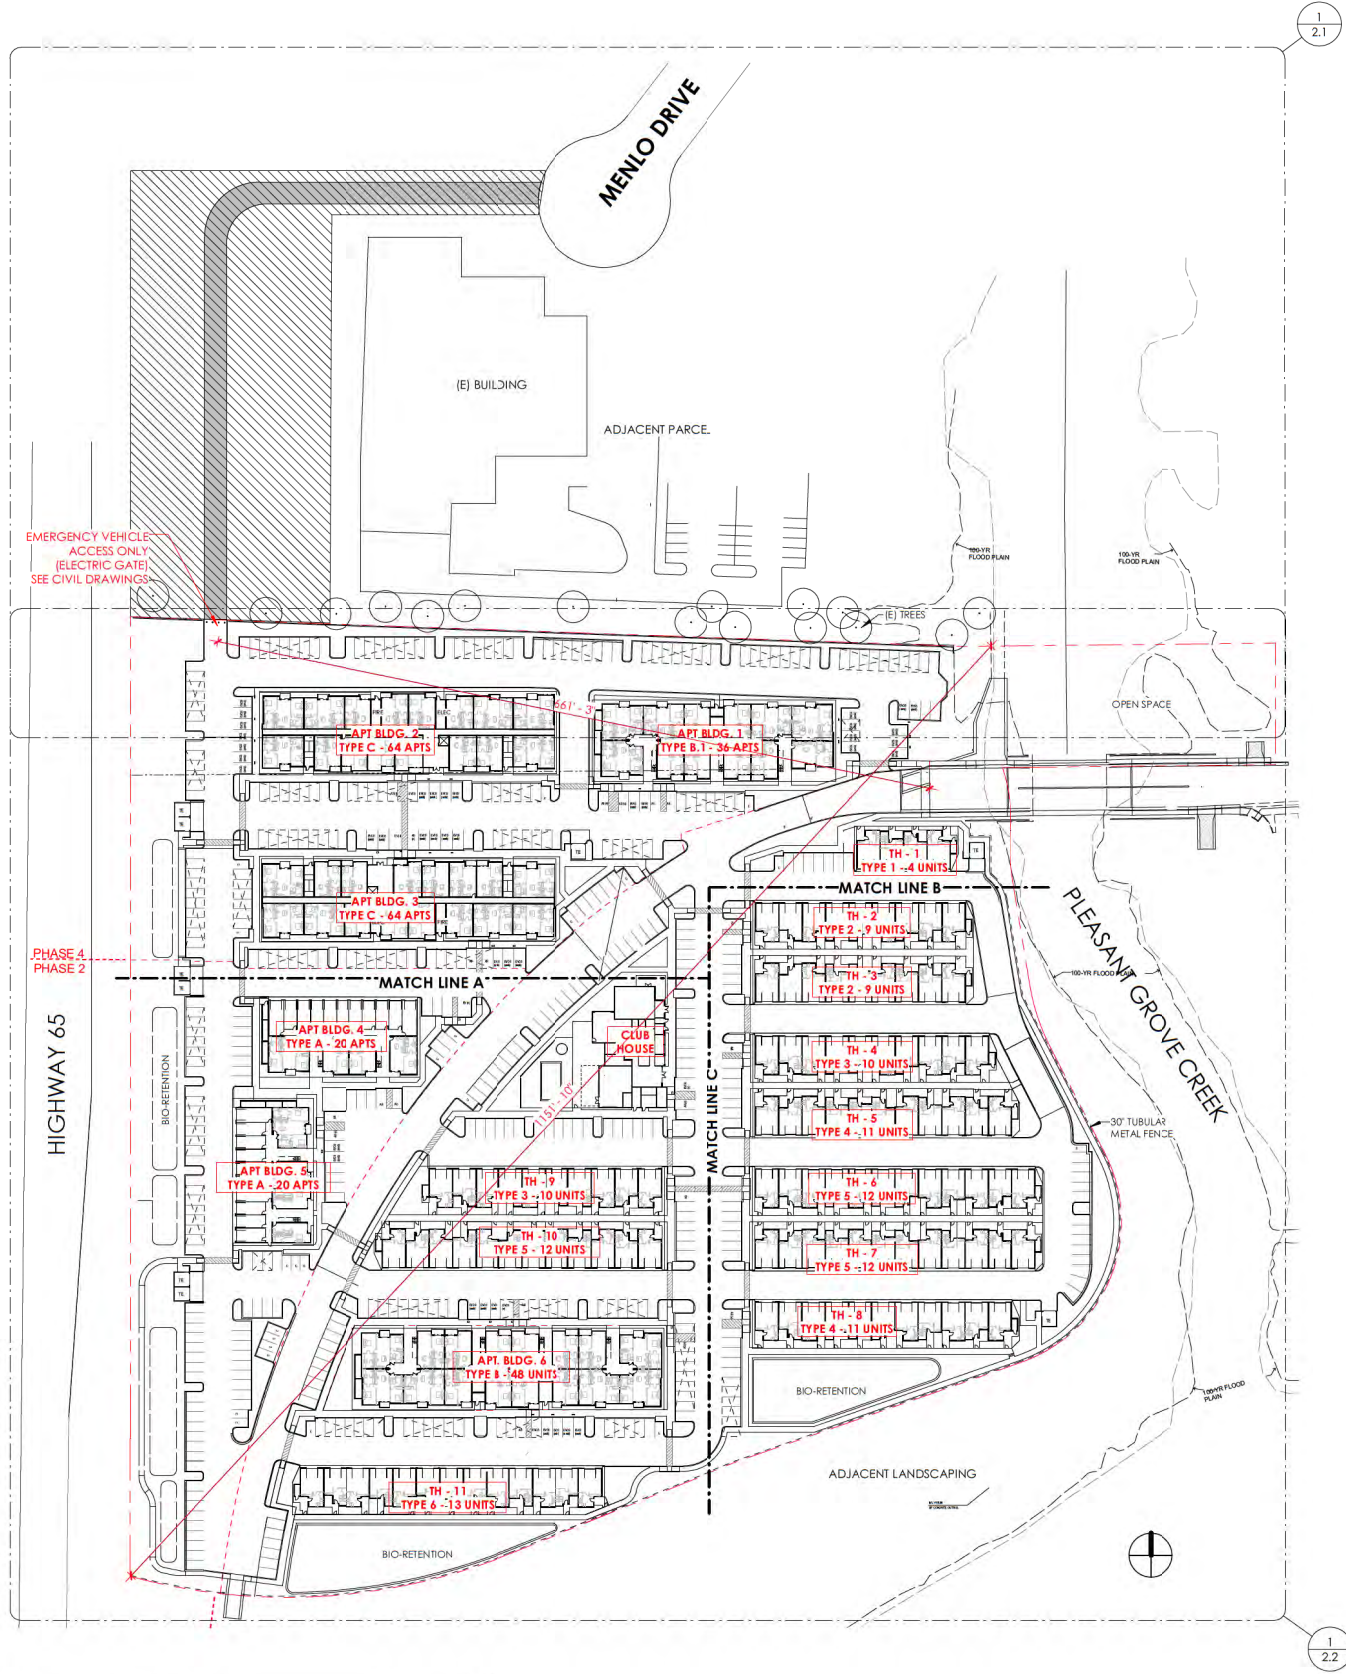 1
2.1
MENLO DRIVE
(E) BUILDING
ADJACENT PARCE
EMERGENCY VEHICLE
ACCESS ONLY
(ELECTRIC GATE)
SEE CIVIL DRAWINGS
100-YR
FLOOD PLAIN
100-YR
FLOOD PLAIN
(E) TREES
OPEN SPACE
661' - 3"
FIRE
ELEC
APT BLDG. 2
TYPE C - 64 APTS
APT BLDG. 1
TYPE B.1 - 36 APTS
TH - 1
TYPE 1 - 4 UNITS
MATCH LINE B
APT BLDG. 3
TYPE C - 64 APTS
FIRE
TH - 2
TYPE 2 - 9 UNITS
PLEASANT GROVE CREEK
PHASE 4
PHASE 2
MATCH LINE A
TH - 3
TYPE 2 - 9 UNITS
100-YR FLOOD PLAIN
HIGHWAY 65
APT BLDG. 4
TYPE A - 20 APTS
CLUB
HOUSE
TH - 4
TYPE 3 - 10 UNITS
BIO-RETENTION
1151' - 10"
MATCH LINE C
TH - 5
TYPE 4 - 11 UNITS
30" TUBULAR
METAL FENCE
APT BLDG. 5
TYPE A - 20 APTS
TH - 9
TYPE 3 - 10 UNITS
TH - 6
TYPE 5 - 12 UNITS
TH - 10
TYPE 5 - 12 UNITS
TH - 7
TYPE 5 - 12 UNITS
TH - 8
TYPE 4 - 11 UNITS
APT. BLDG. 6
TYPE B - 48 UNITS
BIO-RETENTION
100-YR FLOOD
PLAIN
ADJACENT LANDSCAPING
TH - 11
TYPE 6 - 13 UNITS
BIO-RETENTION
1
2.2